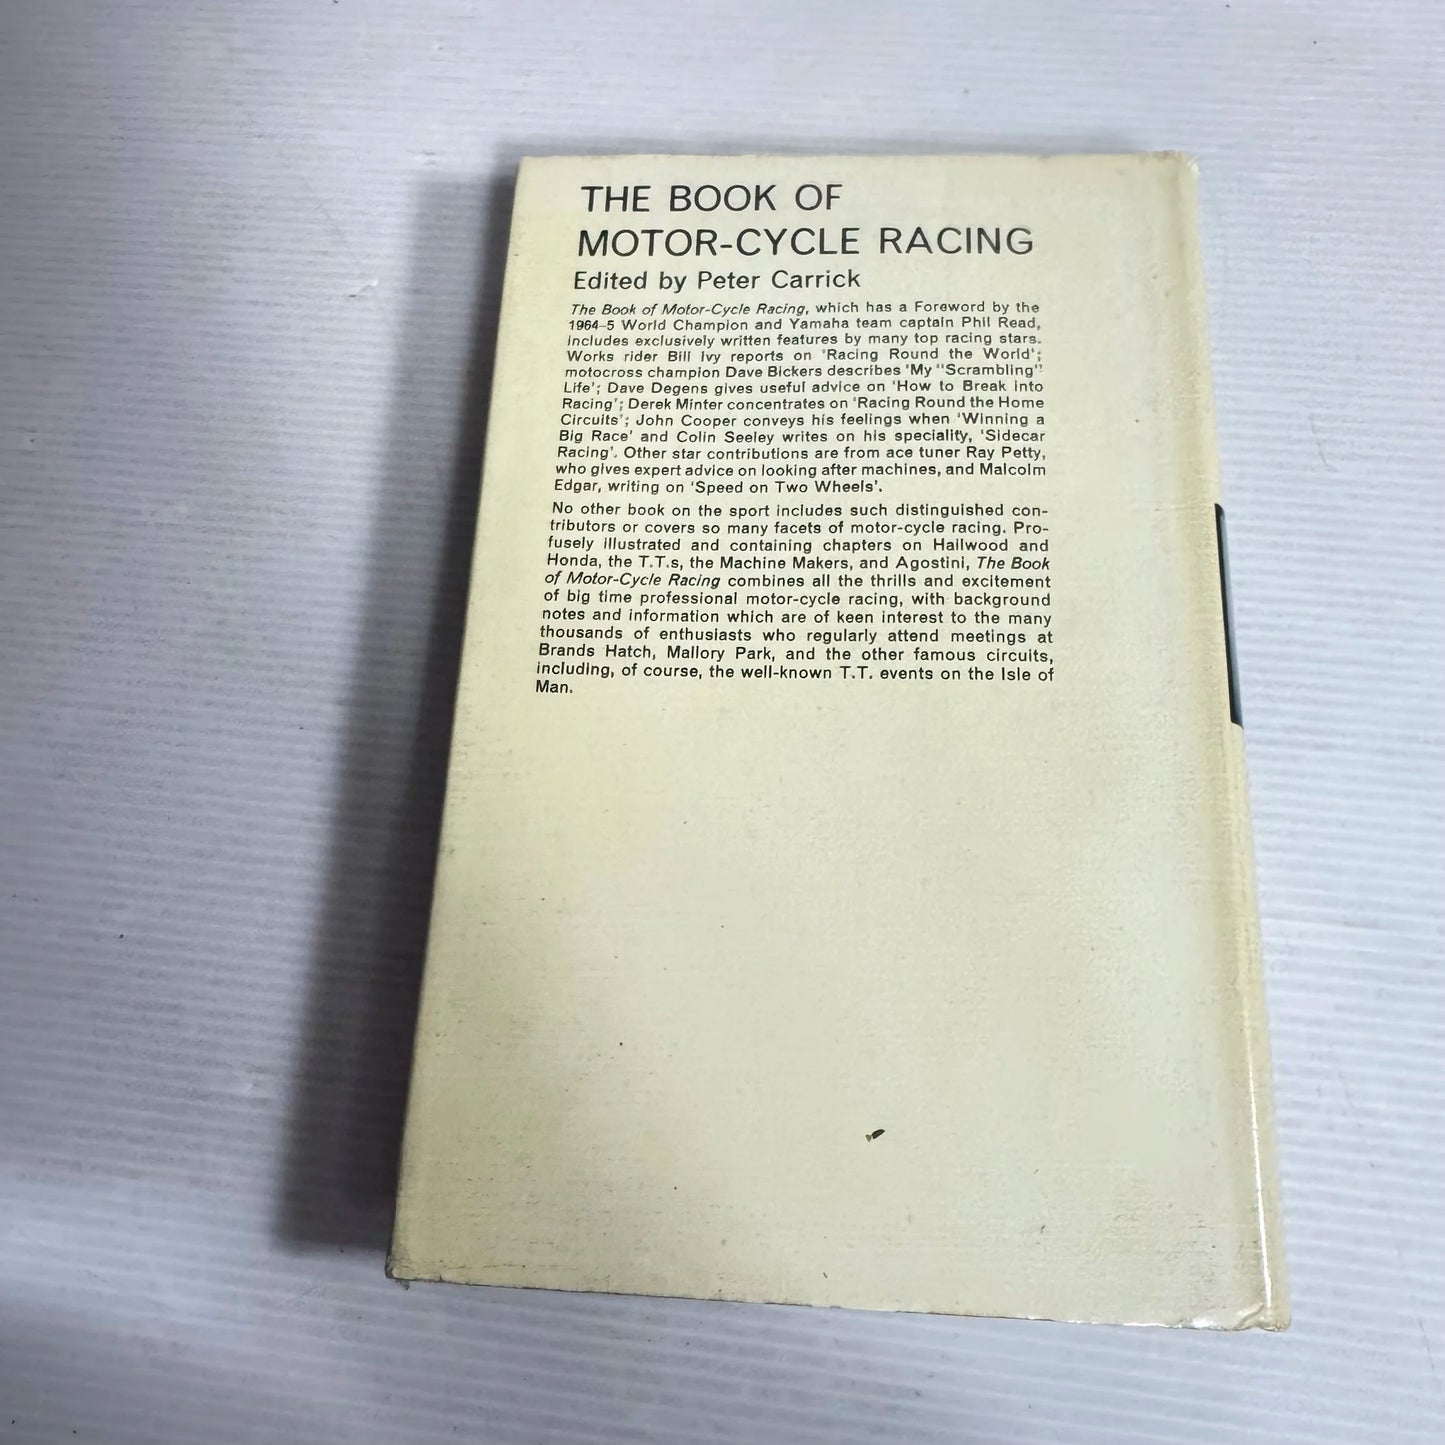 THE BOOK OF
MOTOR-CYCLE RACING
Edited by Peter Carrick
The Book of Motor-Cycle Racing, which has a Foreword by the
1964-5 World Champion and Yamaha team captain Phil Read,
includes exclusively written features by many top racing stars.
Works rider Bill Ivy reports on 'Racing Round the World';
motocross champion Dave Bickers describes 'My "Scrambling"
Life'; Dave Degens gives useful advice on 'How to Break into
Racing'; Derek Minter concentrates on 'Racing Round the Home
Circuits'; John Cooper conveys his feelings when 'Winning a
Big Race' and Colin Seeley writes on his speciality, 'Sidecar
Racing'. Other star contributions are from ace tuner Ray Petty,
who gives expert advice on looking after machines, and Malcolm
Edgar, writing on 'Speed on Two Wheels'.
No other book on the sport includes such distinguished con-
tributors or covers so many facets of motor-cycle racing. Pro-
fusely illustrated and containing chapters on Hailwood and
Honda, the T.T.s, the Machine Makers, and Agostini, The Book
of Motor-Cycle Racing combines all the thrills and excitement
of big time professional motor-cycle racing, with background
notes and information which are of keen interest to the many
thousands of enthusiasts who regularly attend meetings at
Brands Hatch, Mallory Park, and the other famous circuits,
including, of course, the well-known T.T. events on the Isle of
Man.